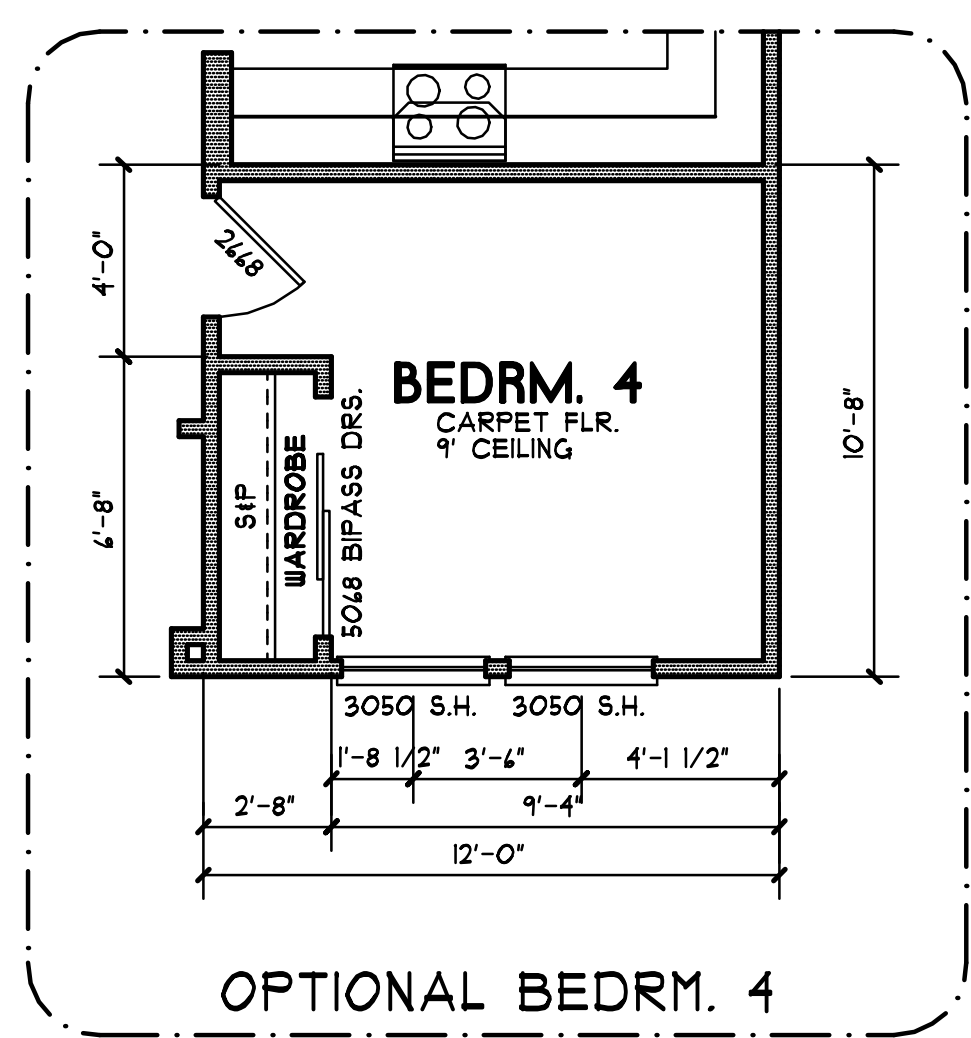 2668
4'-0"
BEDRM. 4
CARPET FLR.
9' CEILING
10'-8"
6'-8"
S&P
WARDROBE
5068 BIPASS DRS.
3050 S.H.
3050 S.H.
1'-8 1/2"
3'-6"
4'-1 1/2"
2'-8"
9'-4"
12'-0"
OPTIONAL BEDRM. 4